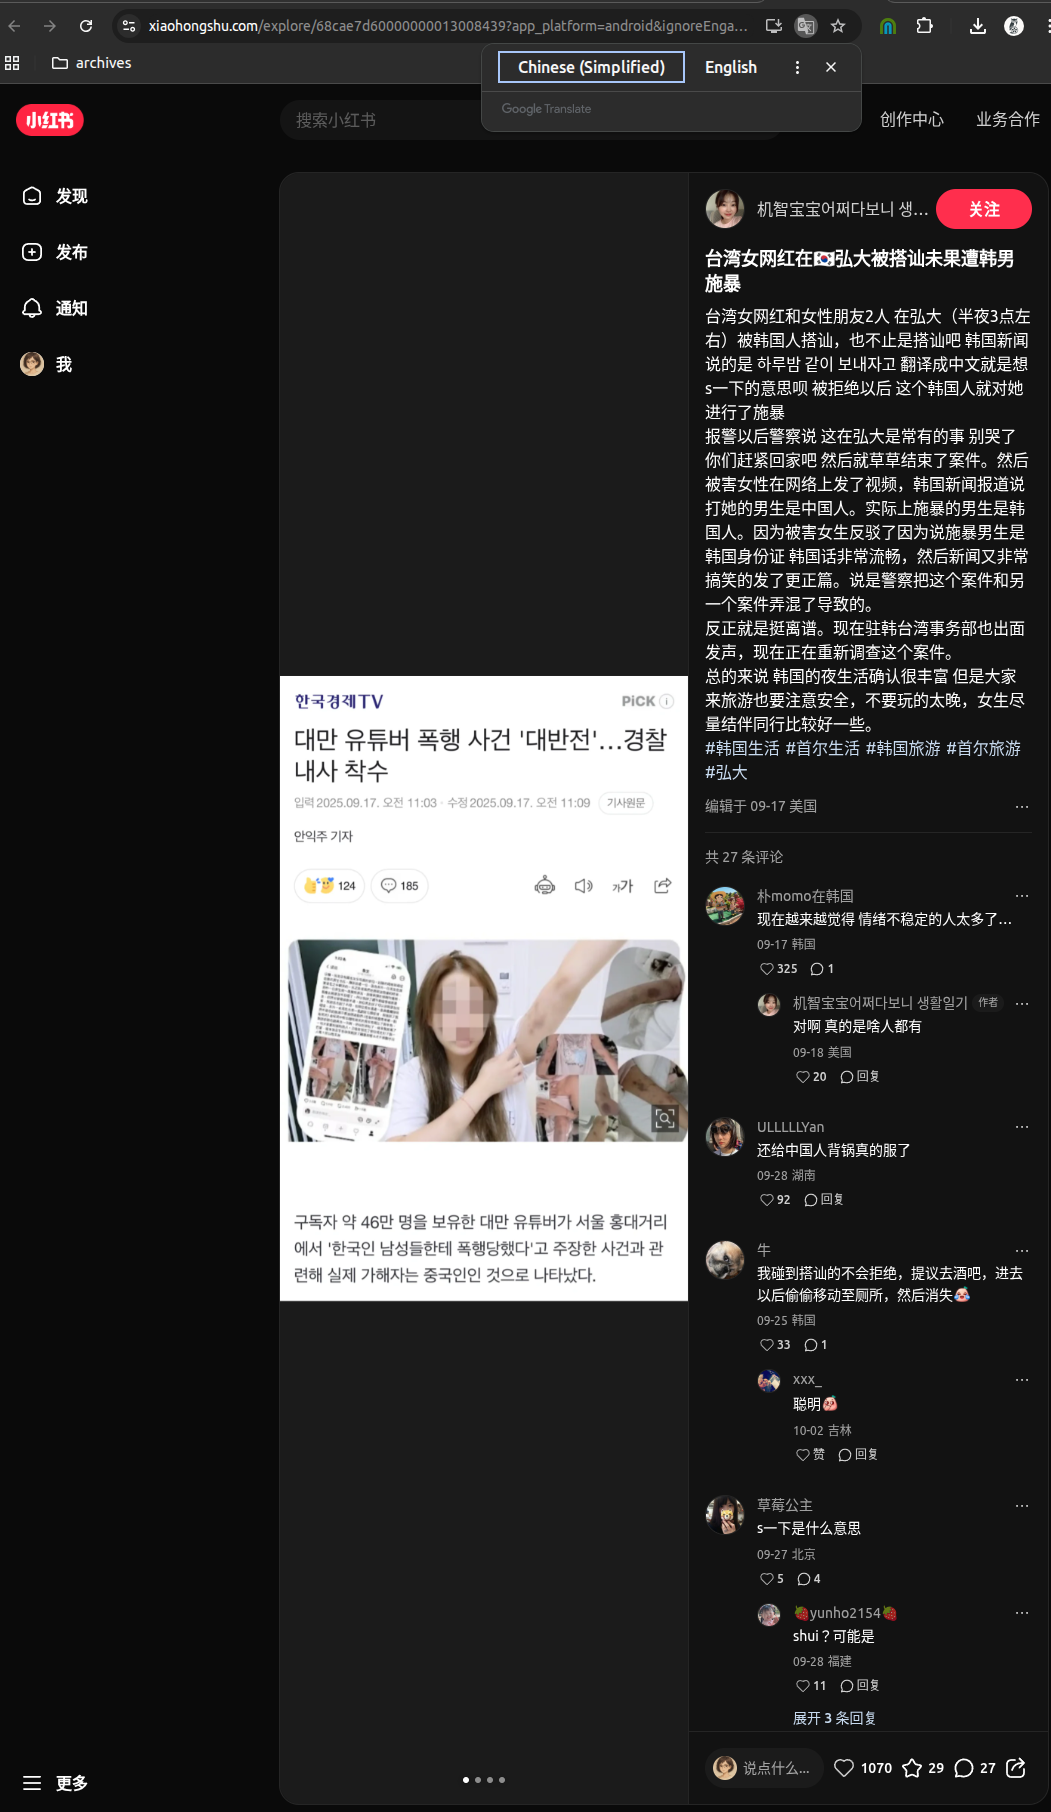 xiaohongshu.com/explore/68cae7d60000000013008439?app_platform=android&ignoreEnga...
archives
Chinese (Simplified) English
Google Translate
小红书
搜索小红书
创作中心 业务合作
发现
发布
通知
我
更多
한국경제TV
PiCK
대만 유튜버 폭행 사건 '대반전'…경찰
내사 착수
입력 2025.09.17. 오전 11:03 · 수정 2025.09.17. 오전 11:09 기사원문
안익주 기자
124 185
가가
구독자 약 46만 명을 보유한 대만 유튜버가 서울 홍대거리
에서 '한국인 남성들한테 폭행당했다'고 주장한 사건과 관
련해 실제 가해자는 중국인인 것으로 나타났다.
机智宝宝어쩌다보니 생... 关注
台湾女网红在🇰🇷弘大被搭讪未果遭韩男
施暴
台湾女网红和女性朋友2人 在弘大（半夜3点左
右）被韩国人搭讪，也不止是搭讪吧 韩国新闻
说的是 하루밤 같이 보내자고 翻译成中文就是想
s一下的意思呗 被拒绝以后 这个韩国人就对她
进行了施暴
报警以后警察说 这在弘大是常有的事 别哭了
你们赶紧回家吧 然后就草草结束了案件。然后
被害女性在网络上发了视频，韩国新闻报道说
打她的男生是中国人。实际上施暴的男生是韩
国人。因为被害女生反驳了因为说施暴男生是
韩国身份证 韩国话非常流畅，然后新闻又非常
搞笑的发了更正篇。说是警察把这个案件和另
一个案件弄混了导致的。
反正就是挺离谱。现在驻韩台湾事务部也出面
发声，现在正在重新调查这个案件。
总的来说 韩国的夜生活确认很丰富 但是大家
来旅游也要注意安全，不要玩的太晚，女生尽
量结伴同行比较好一些。
#韩国生活 #首尔生活 #韩国旅游 #首尔旅游
#弘大
编辑于 09-17 美国
共 27 条评论
朴momo在韩国
现在越来越觉得 情绪不稳定的人太多了...
09-17 韩国
325 1
机智宝宝어쩌다보니 생활일기 作者
对啊 真的是啥人都有
09-18 美国
20 回复
ULLLLLYan
还给中国人背锅真的服了
09-28 湖南
92 回复
牛
我碰到搭讪的不会拒绝，提议去酒吧，进去
以后偷偷移动至厕所，然后消失
09-25 韩国
33 1
xxx_
聪明
10-02 吉林
赞 回复
草莓公主
s一下是什么意思
09-27 北京
5 4
🍓yunho2154🍓
shui？可能是
09-28 福建
11 回复
展开 3 条回复
说点什么... 1070 29 27